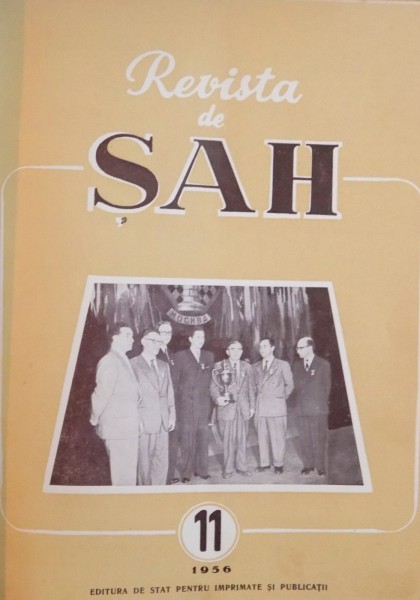 Revista
de
ȘAH
МОСКВА
11
1956
EDITURA DE STAT PENTRU IMPRIMATE ȘI PUBLICAȚII